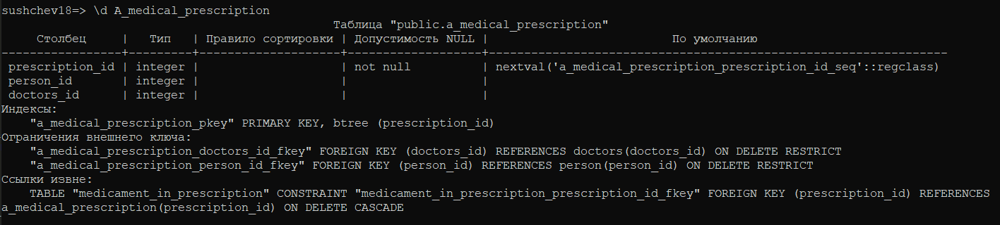 sushchev18=> \d A_medical_prescription
Таблица "public.a_medical_prescription"
Столбец | Тип | Правило сортировки | Допустимость NULL | По умолчанию
-----------------+---------+--------------------+-------------------+-----------------------------------------------------------------
prescription_id | integer | | not null | nextval('a_medical_prescription_prescription_id_seq'::regclass)
person_id | integer | | |
doctors_id | integer | | |
Индексы:
"a_medical_prescription_pkey" PRIMARY KEY, btree (prescription_id)
Ограничения внешнего ключа:
"a_medical_prescription_doctors_id_fkey" FOREIGN KEY (doctors_id) REFERENCES doctors(doctors_id) ON DELETE RESTRICT
"a_medical_prescription_person_id_fkey" FOREIGN KEY (person_id) REFERENCES person(person_id) ON DELETE RESTRICT
Ссылки извне:
TABLE "medicament_in_prescription" CONSTRAINT "medicament_in_prescription_prescription_id_fkey" FOREIGN KEY (prescription_id) REFERENCES
a_medical_prescription(prescription_id) ON DELETE CASCADE